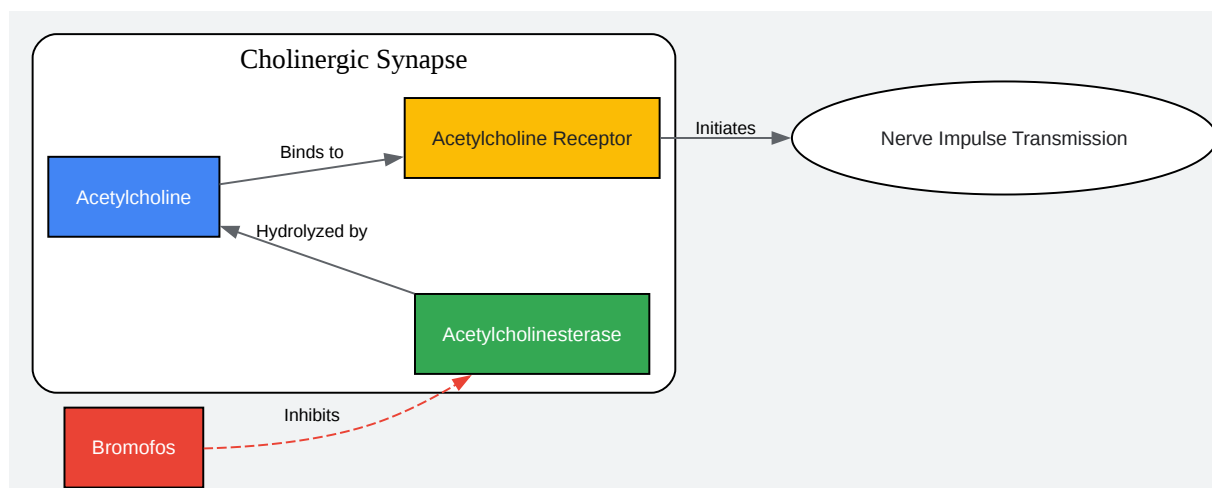 Cholinergic Synapse
Acetylcholine Receptor
Initiates
Nerve Impulse Transmission
Binds to
Acetylcholine
Hydrolyzed by
Acetylcholinesterase
Inhibits
Bromofos